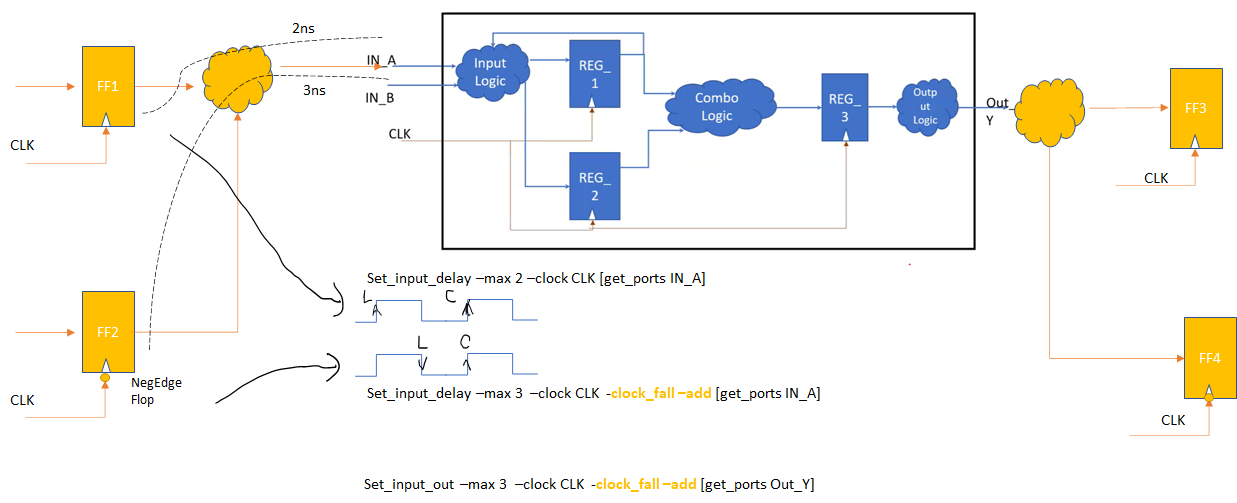 2ns
IN_A
3ns
IN_B
FF1
CLK
Input
Logic
REG_
1
CLK
REG_
2
Combo
Logic
REG_
3
Outp
ut
Logic
Out
Y
FF3
CLK
Set_input_delay –max 2 –clock CLK [get_ports IN_A]
L
C
L
C
FF2
NegEdge
Flop
CLK
Set_input_delay –max 3 –clock CLK -clock_fall –add [get_ports IN_A]
FF4
CLK
Set_input_out –max 3 –clock CLK -clock_fall –add [get_ports Out_Y]